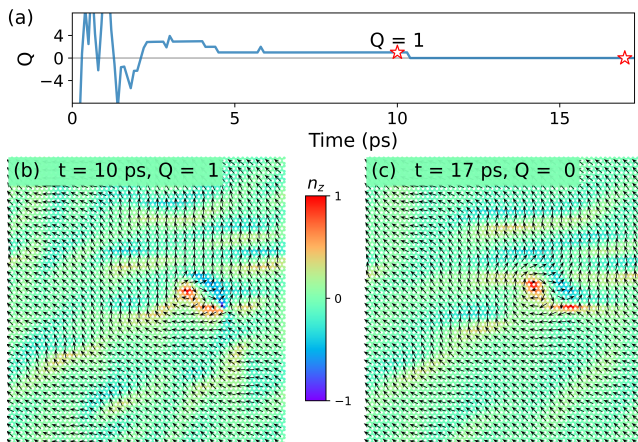 (a)
Q
4
0
−4
Q = 1
0 5 10 15
Time (ps)
(b) t = 10 ps, Q = 1
n_z
1
0
−1
(c) t = 17 ps, Q = 0